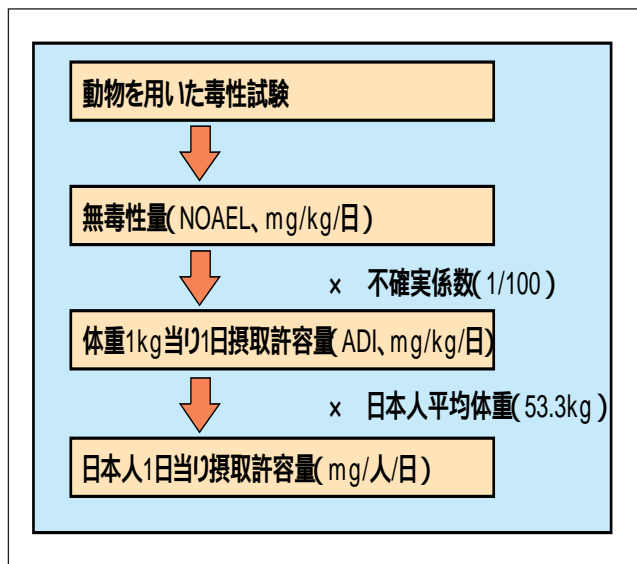 動物を用いた毒性試験
無毒性量(NOAEL、mg/kg/日)
× 不確実係数(1/100)
体重1kg当り1日摂取許容量(ADI、mg/kg/日)
× 日本人平均体重(53.3kg)
日本人1日当り摂取許容量(mg/人/日)